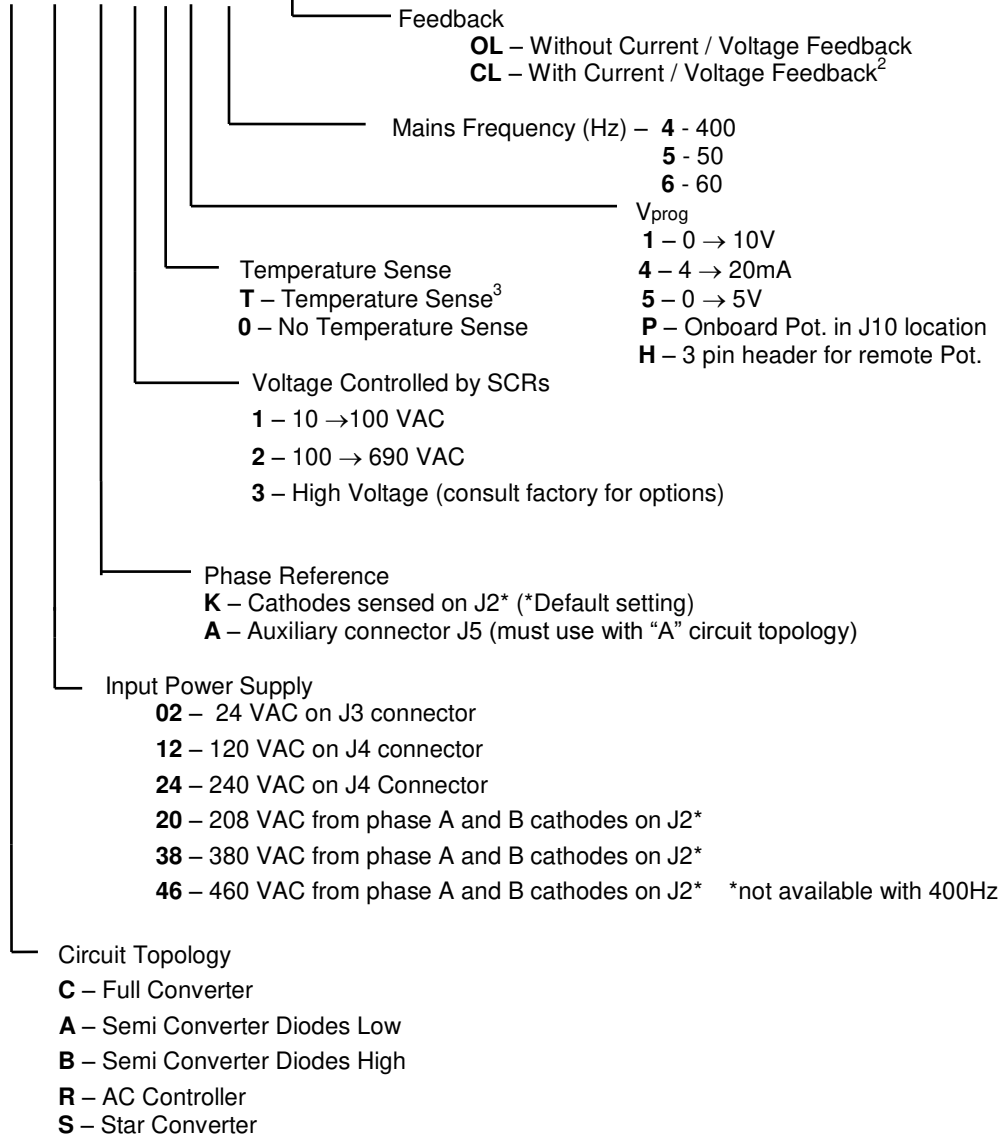 Feedback
OL – Without Current / Voltage Feedback
CL – With Current / Voltage Feedback2
Mains Frequency (Hz) – 4 - 400
5 - 50
6 - 60
Vprog
1 – 0 → 10V
4 – 4 → 20mA
5 – 0 → 5V
P – Onboard Pot. in J10 location
H – 3 pin header for remote Pot.
Temperature Sense
T – Temperature Sense3
0 – No Temperature Sense
Voltage Controlled by SCRs
1 – 10 →100 VAC
2 – 100 → 690 VAC
3 – High Voltage (consult factory for options)
Phase Reference
K – Cathodes sensed on J2* (*Default setting)
A – Auxiliary connector J5 (must use with “A” circuit topology)
Input Power Supply
02 – 24 VAC on J3 connector
12 – 120 VAC on J4 connector
24 – 240 VAC on J4 Connector
20 – 208 VAC from phase A and B cathodes on J2*
38 – 380 VAC from phase A and B cathodes on J2*
46 – 460 VAC from phase A and B cathodes on J2* *not available with 400Hz
Circuit Topology
C – Full Converter
A – Semi Converter Diodes Low
B – Semi Converter Diodes High
R – AC Controller
S – Star Converter